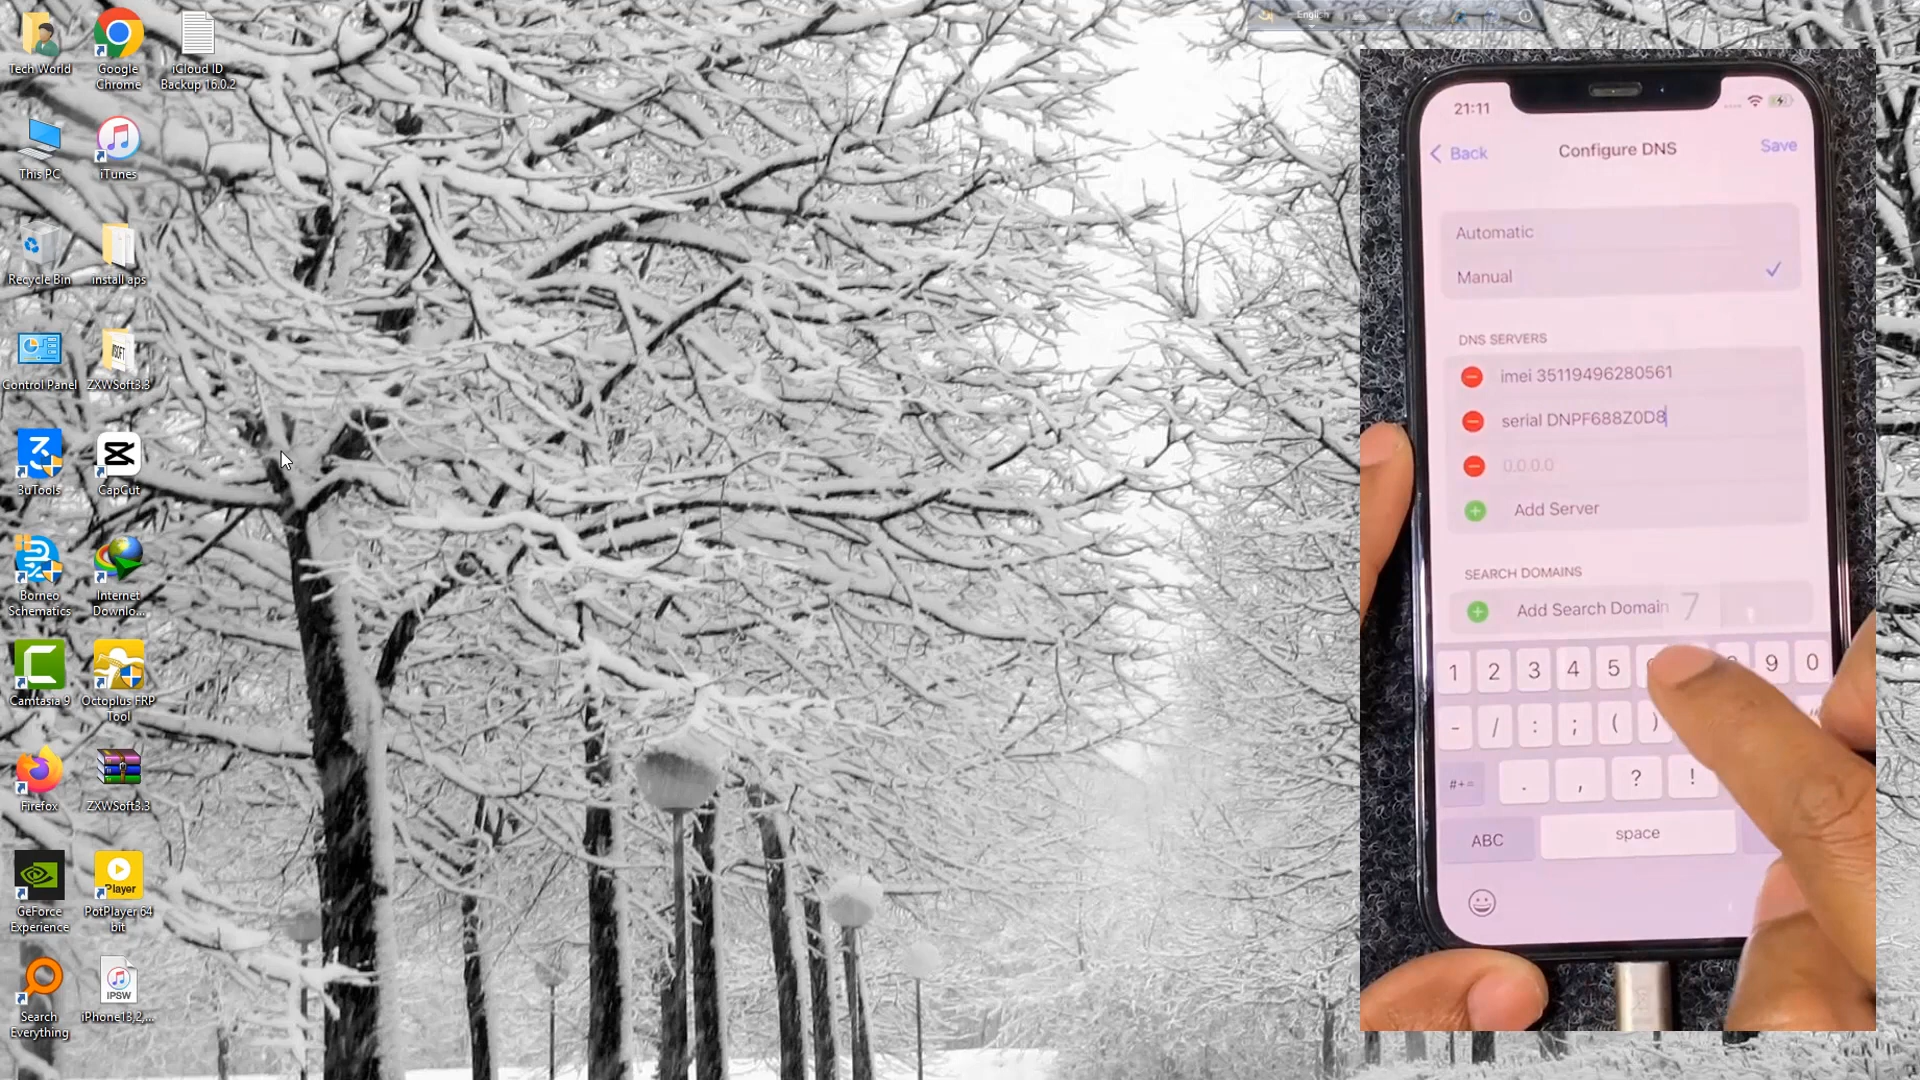 Tech World
Google
Chrome
iCloud ID
Backup 16.0.2
This PC
iTunes
Recycle Bin
install aps
Control Panel
ZXWSoft3.3
3uTools
CapCut
Borneo
Schematics
Internet
Downlo...
Camtasia 9
Octoplus FRP
Tool
Firefox
ZXWSoft3.3
GeForce
Experience
Player
PotPlayer 64
bit
IPSW
Search
Everything
iPhone13,2,...
English
21:11
Back
Configure DNS
Save
Automatic
Manual
DNS SERVERS
imei 35119496280561
serial DNPF688Z0D8
0.0.0.0
Add Server
SEARCH DOMAINS
Add Search Domain 7
1 2 3 4 5 9 0
- / : ; ( )
#+= . , ? !
ABC space